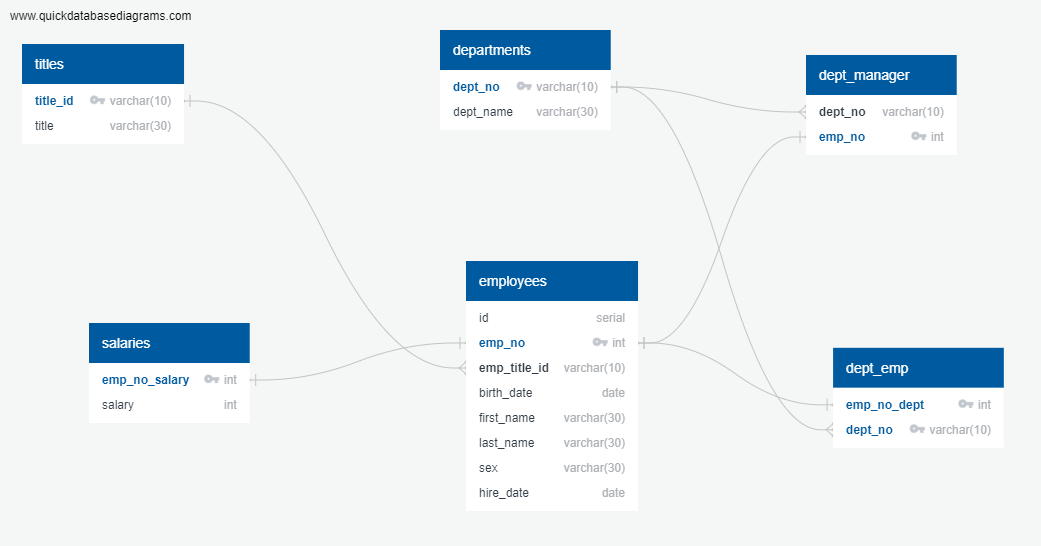 www.quickdatabasediagrams.com
titles
title_id varchar(10)
title varchar(30)
departments
dept_no varchar(10)
dept_name varchar(30)
dept_manager
dept_no varchar(10)
emp_no int
employees
id serial
emp_no int
emp_title_id varchar(10)
birth_date date
first_name varchar(30)
last_name varchar(30)
sex varchar(30)
hire_date date
salaries
emp_no_salary int
salary int
dept_emp
emp_no_dept int
dept_no varchar(10)